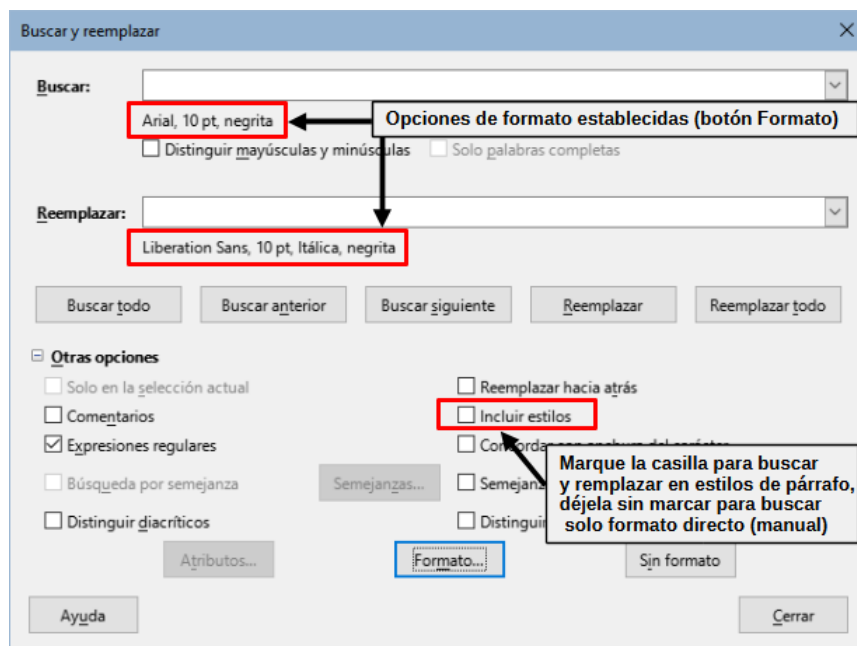 Buscar y reemplazar
Buscar:
Arial, 10 pt, negrita
Opciones de formato establecidas (botón Formato)
Distinguir mayúsculas y minúsculas
Solo palabras completas
Reemplazar:
Liberation Sans, 10 pt, Itálica, negrita
Buscar todo
Buscar anterior
Buscar siguiente
Reemplazar
Reemplazar todo
Otras opciones
Solo en la selección actual
Reemplazar hacia atrás
Comentarios
Incluir estilos
Expresiones regulares
Marque la casilla para buscar
y remplazar en estilos de párrafo,
déjela sin marcar para buscar
solo formato directo (manual)
Búsqueda por semejanza
Semejanzas...
Distinguir diacríticos
Distinguir
Atributos...
Formato...
Sin formato
Ayuda
Cerrar